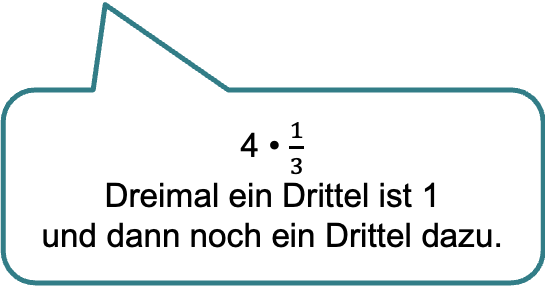 4 • 1/3
Dreimal ein Drittel ist 1
und dann noch ein Drittel dazu.